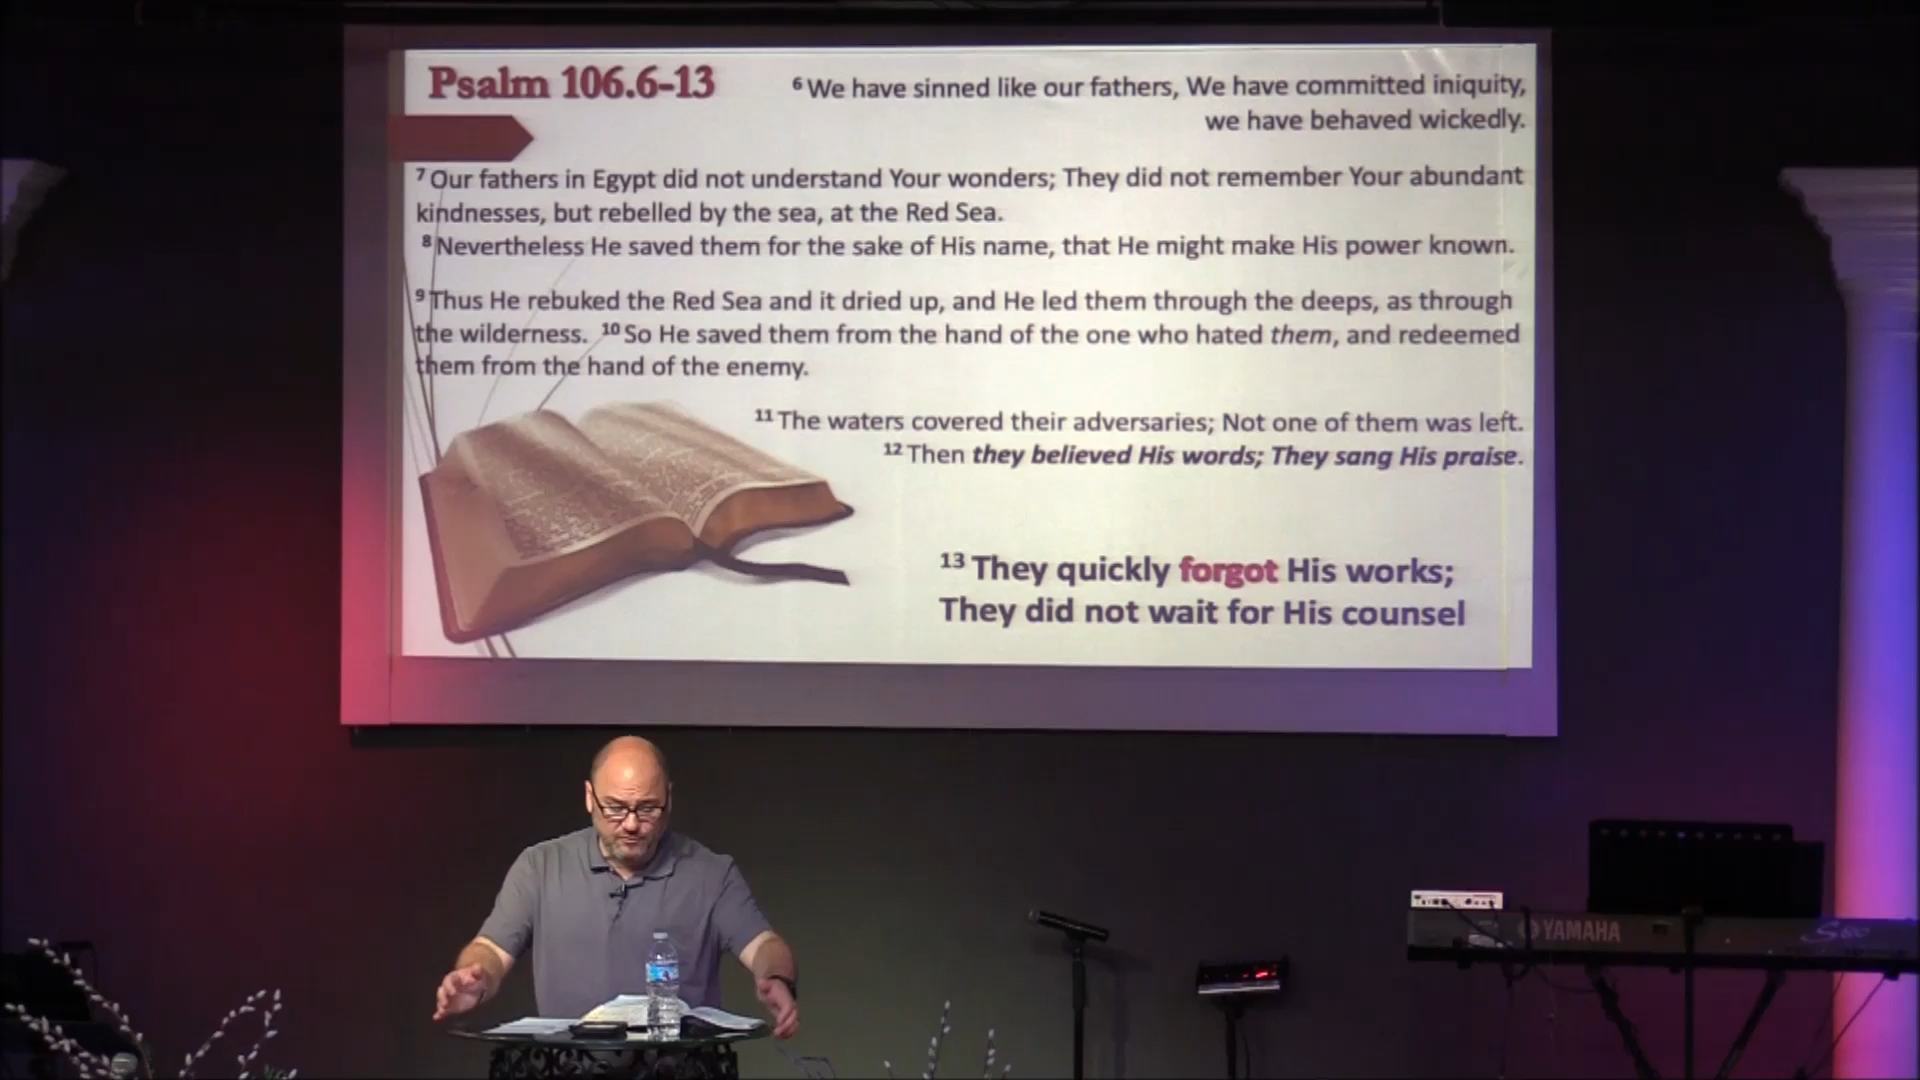 Psalm 106.6-13
⁶ We have sinned like our fathers, We have committed iniquity,
we have behaved wickedly.
⁷ Our fathers in Egypt did not understand Your wonders; They did not remember Your abundant
kindnesses, but rebelled by the sea, at the Red Sea.
⁸ Nevertheless He saved them for the sake of His name, that He might make His power known.
⁹ Thus He rebuked the Red Sea and it dried up, and He led them through the deeps, as through
the wilderness. ¹⁰ So He saved them from the hand of the one who hated them, and redeemed
them from the hand of the enemy.
¹¹ The waters covered their adversaries; Not one of them was left.
¹² Then they believed His words; They sang His praise.
¹³ They quickly forgot His works;
They did not wait for His counsel
YAMAHA
S80